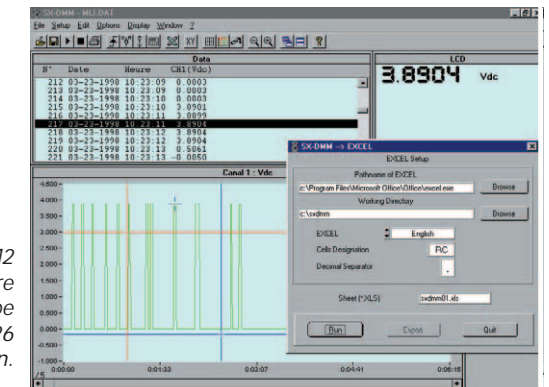 SX-DMM - MLI.DAT
File Setup Edit Options Display Window ?
Data
N° Date Heure CH1(Vdc)
212 03-23-1998 10:23:09 0.0003
213 03-23-1998 10:23:09 0.0003
214 03-23-1998 10:23:10 0.0003
215 03-23-1998 10:23:10 3.8901
216 03-23-1998 10:23:11 3.8899
217 03-23-1998 10:23:11 3.8904
218 03-23-1998 10:23:12 3.8904
219 03-23-1998 10:23:12 3.8904
220 03-23-1998 10:23:13 0.5061
221 03-23-1998 10:23:13 -0.0050
LCD
3.8904 Vdc
SX-DMM --> EXCEL
EXCEL Setup
Pathname of EXCEL
c:\Program Files\Microsoft Office\Office\excel.exe Browse
Working Directory
c:\sxdmm Browse
EXCEL English
Cells Designation RC
Decimal Separator .
Sheet (*.XLS) sxdmm01.xls
Run Export Quit
Canal 1 : Vdc
4.500
4.000
3.500
3.000
2.500
2.000
1.500
1.000
0.500
0.000
-0.500
-1.000
0:00:00 0:01:33 0:03:07 0:04:41 0:06:15
/5
12
re
be
26
n.